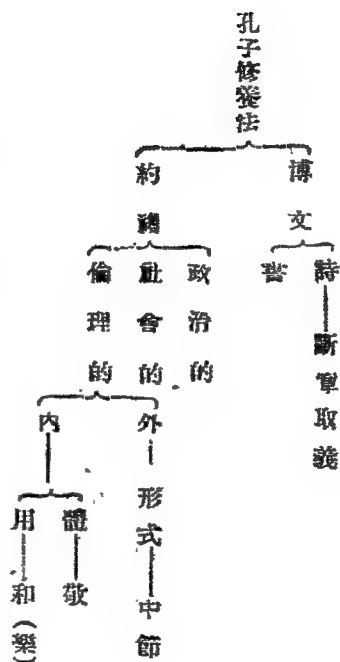 孔子修養法
博文
詩
斷章取義
書
約禮
政治的
社會的
倫理的
外
形式
中節
內
體
敬
用
和（樂）